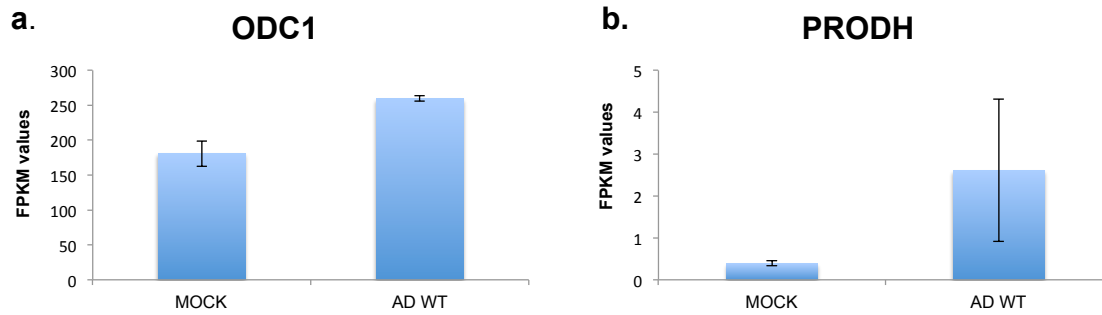 a.
ODC1
FPKM values
300
250
200
150
100
50
0
MOCK
AD WT
b.
PRODH
FPKM values
5
4
3
2
1
0
MOCK
AD WT